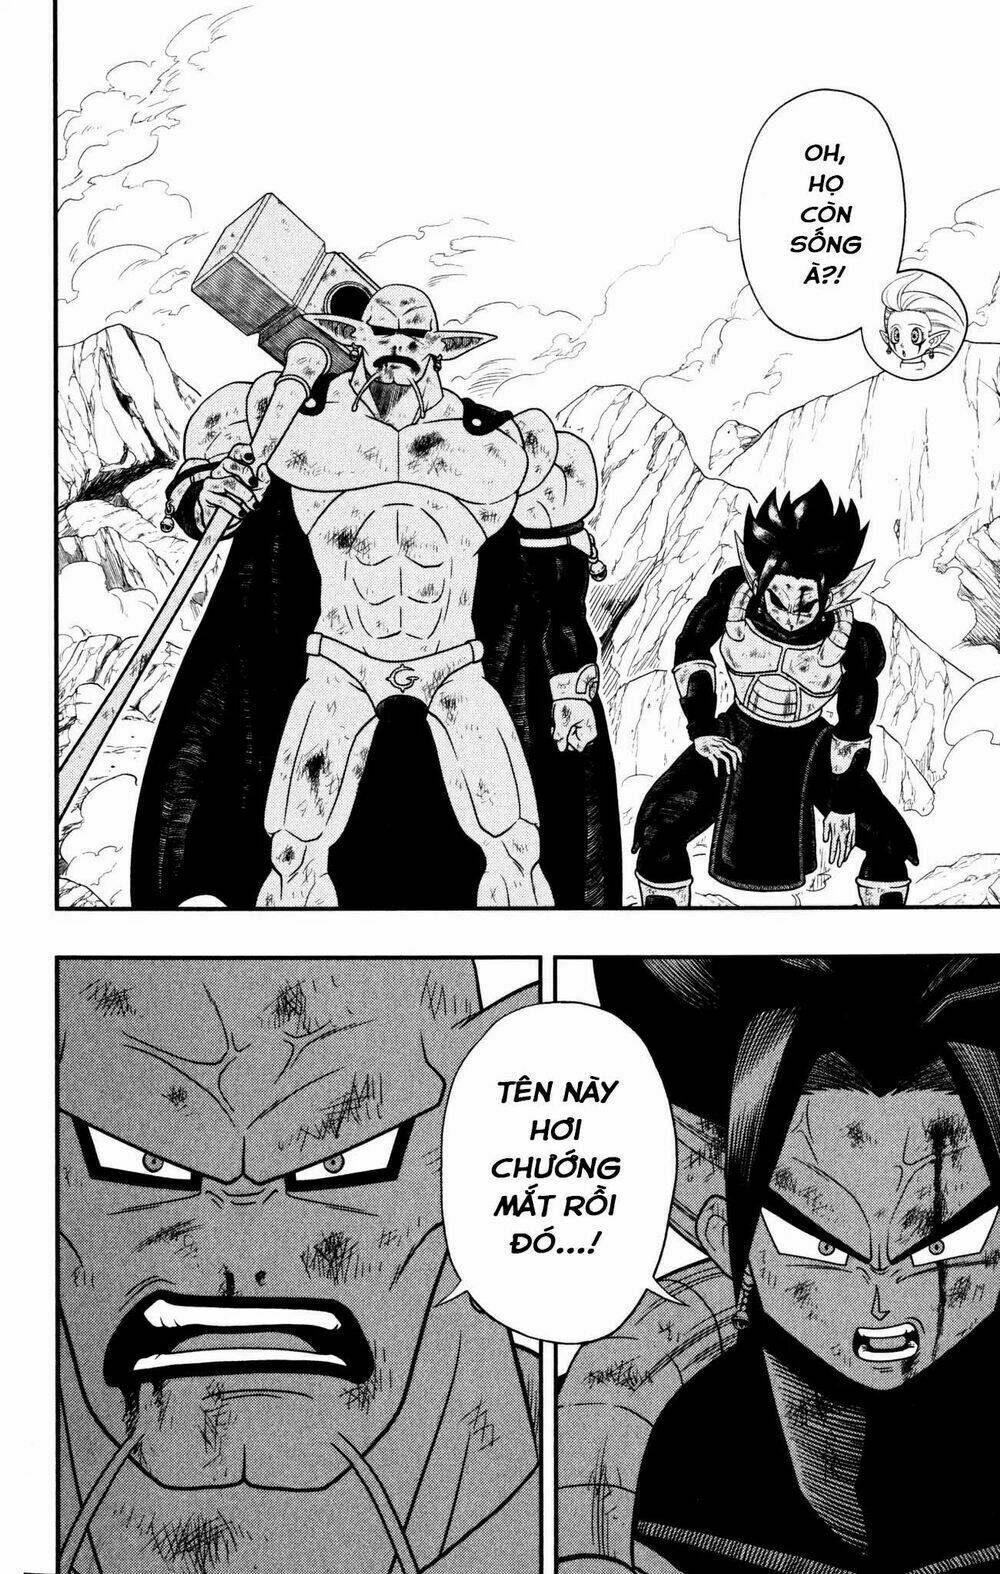 OH,
HỌ
CÒN
SỐNG
À?!
G
TÊN NÀY
HƠI
CHƯỚNG
MẮT RỒI
ĐÓ...!